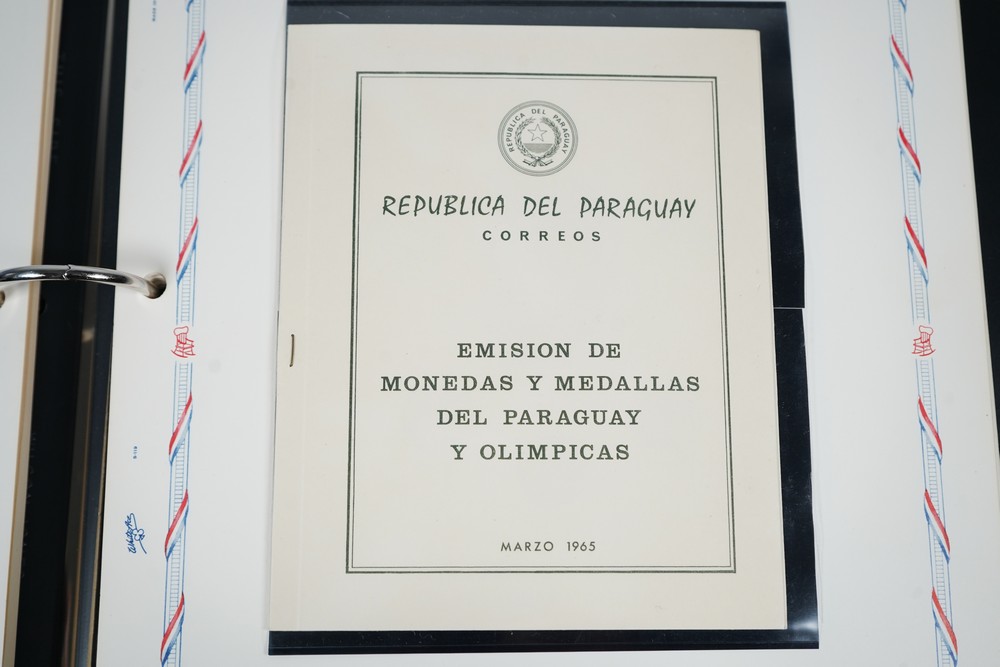 REPUBLICA DEL PARAGUAY
REPUBLICA DEL PARAGUAY
CORREOS
EMISION DE
MONEDAS Y MEDALLAS
DEL PARAGUAY
Y OLIMPICAS
MARZO 1965